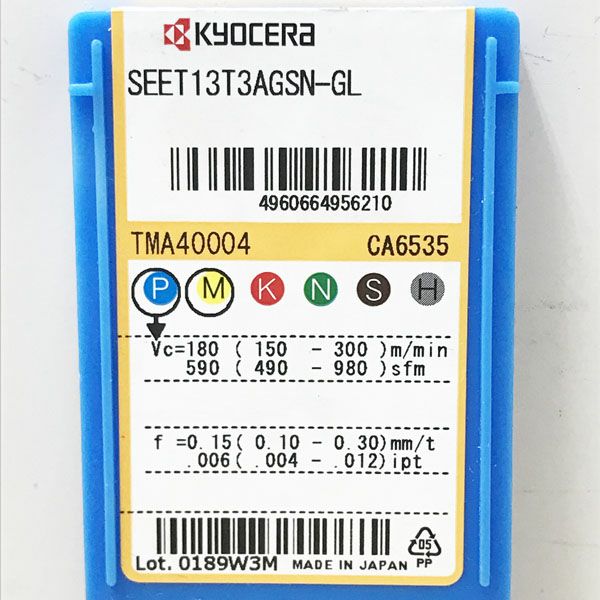 KYOCERA
SEET13T3AGSN-GL
4960664956210
TMA40004 CA6535
P M K N S H
Vc=180 ( 150 - 300 )m/min
590 ( 490 - 980 )sfm
f =0.15( 0.10 - 0.30)mm/t
.006( .004 - .012)ipt
Lot. 0189W3M MADE IN JAPAN
05
PP